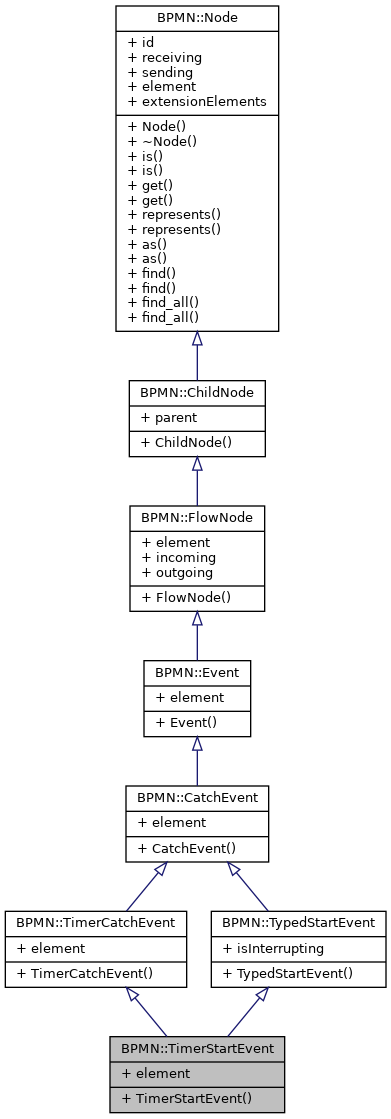 BPMN::Node
+ id
+ receiving
+ sending
+ element
+ extensionElements
+ Node()
+ ~Node()
+ is()
+ is()
+ get()
+ get()
+ represents()
+ represents()
+ as()
+ as()
+ find()
+ find()
+ find_all()
+ find_all()
BPMN::ChildNode
+ parent
+ ChildNode()
BPMN::FlowNode
+ element
+ incoming
+ outgoing
+ FlowNode()
BPMN::Event
+ element
+ Event()
BPMN::CatchEvent
+ element
+ CatchEvent()
BPMN::TimerCatchEvent
+ element
+ TimerCatchEvent()
BPMN::TypedStartEvent
+ isInterrupting
+ TypedStartEvent()
BPMN::TimerStartEvent
+ element
+ TimerStartEvent()